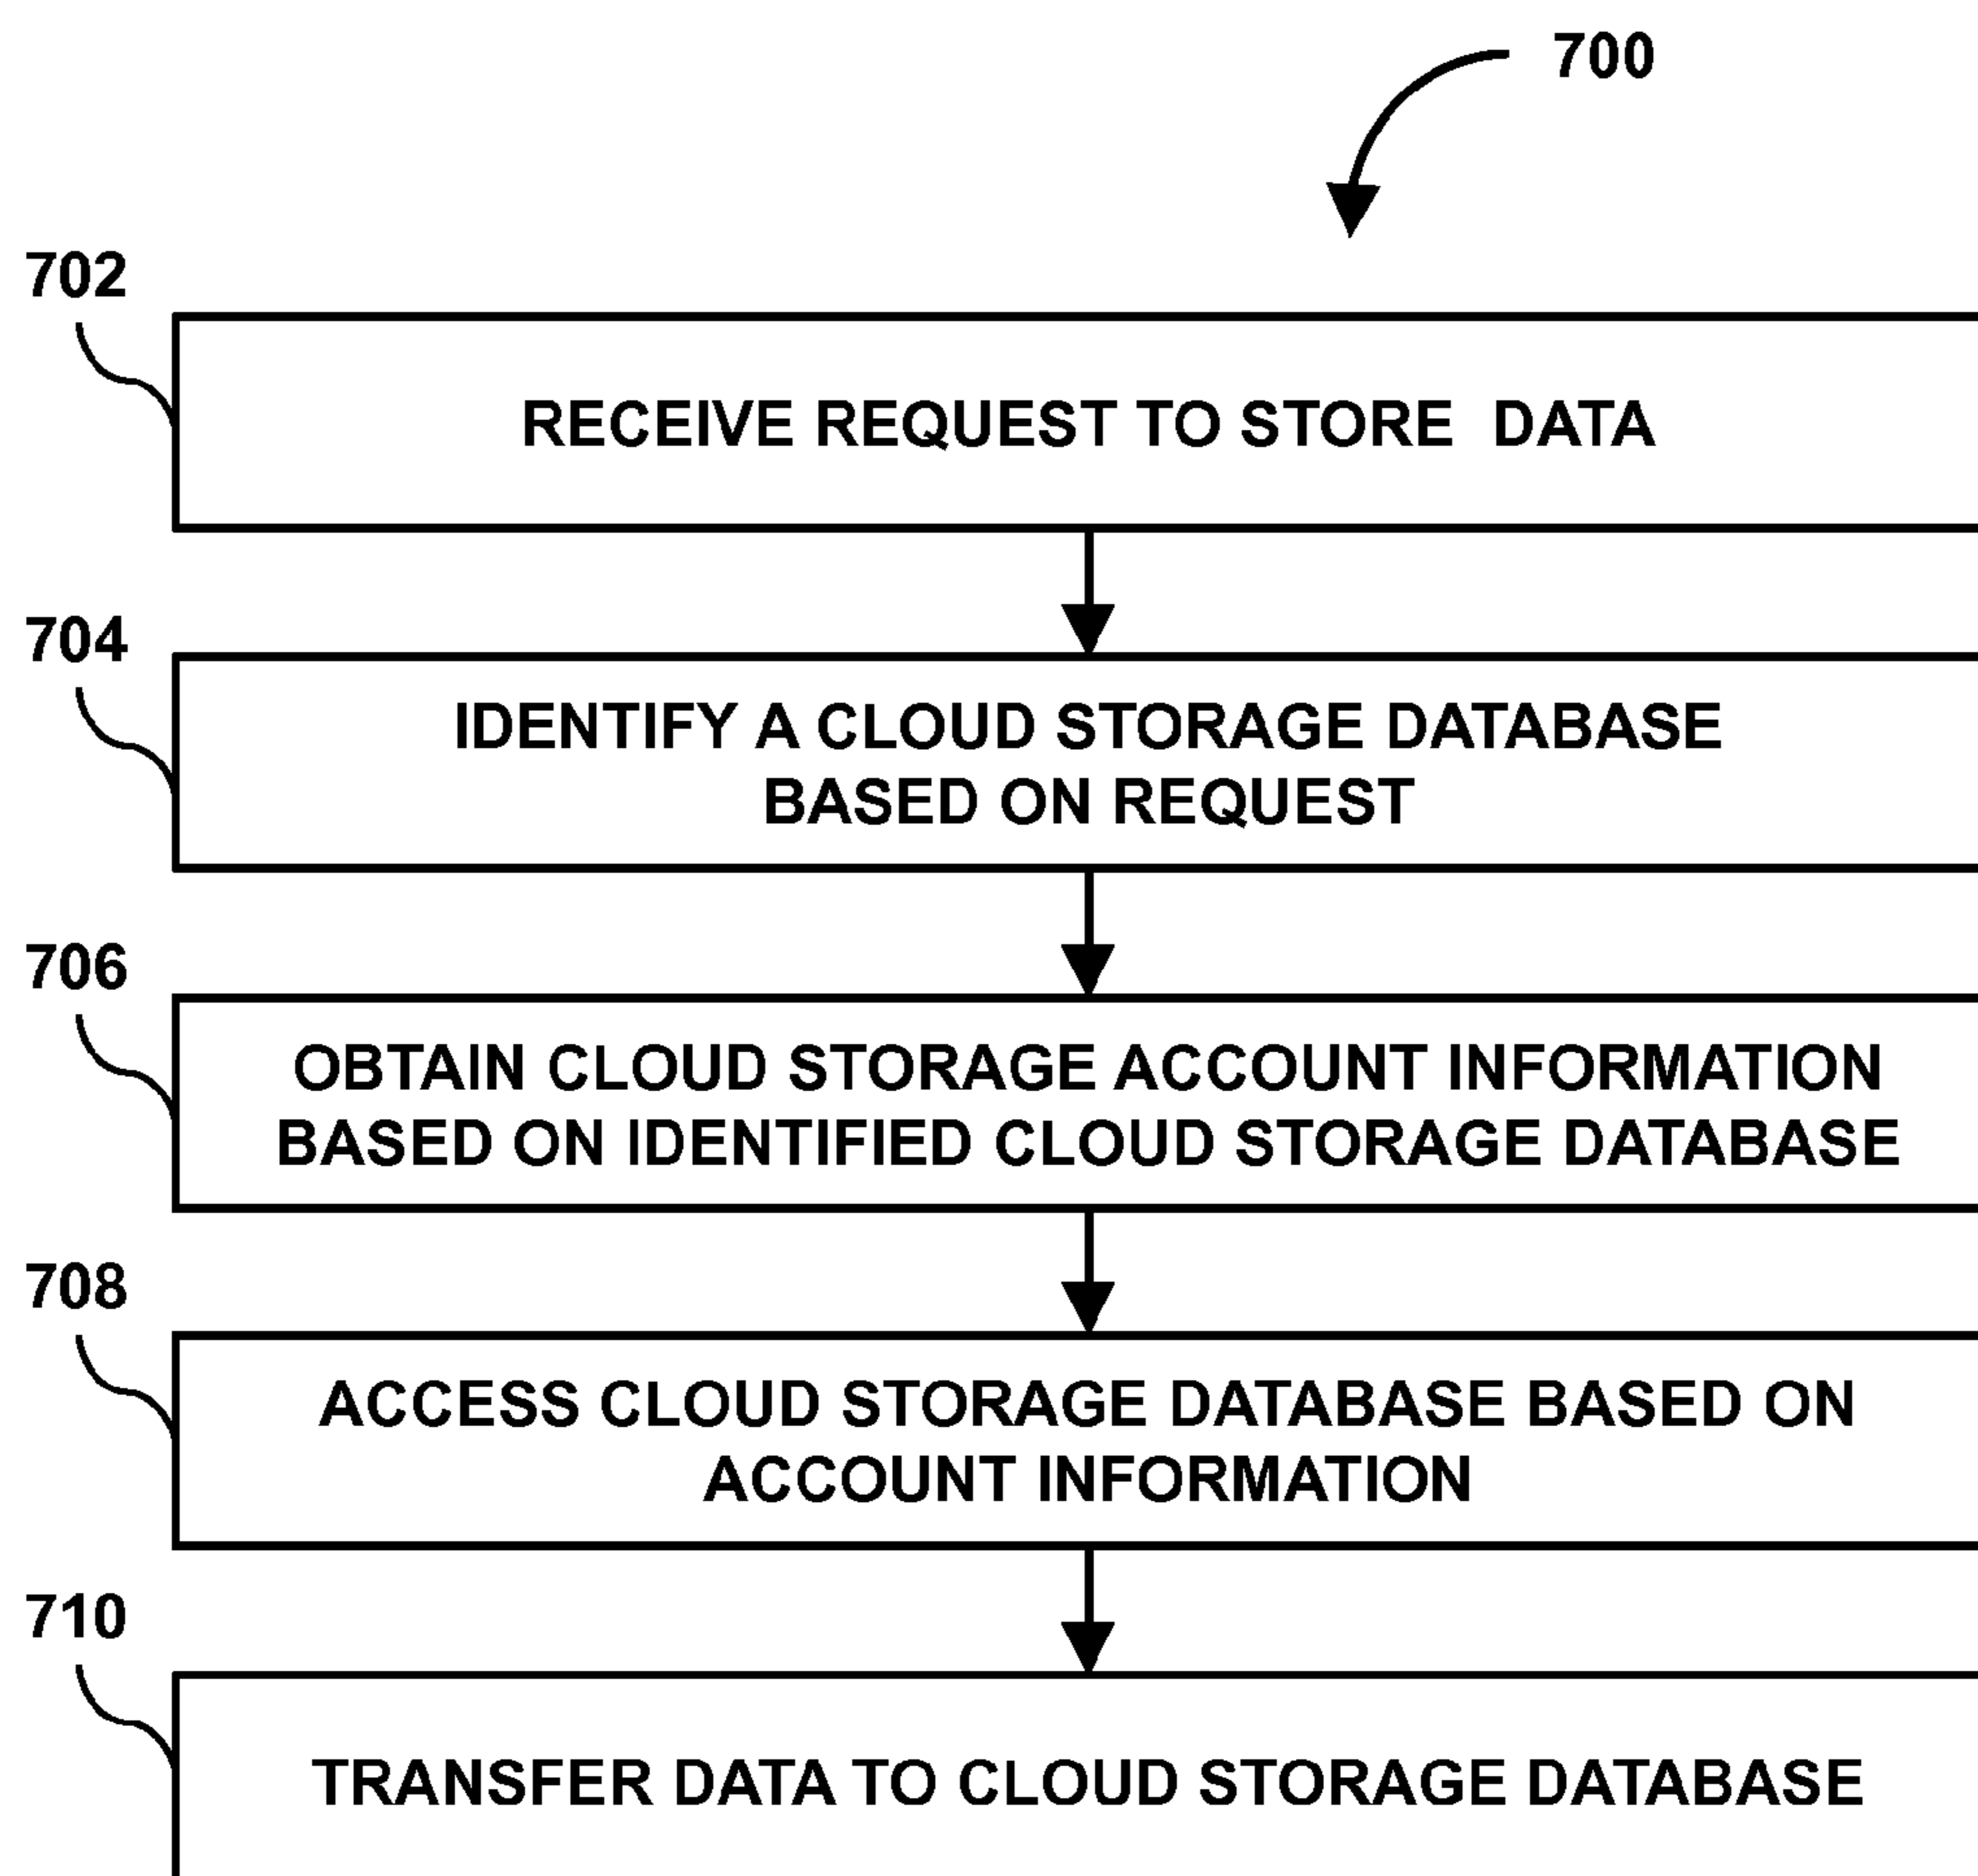 700
702
RECEIVE REQUEST TO STORE DATA
704
IDENTIFY A CLOUD STORAGE DATABASE
BASED ON REQUEST
706
OBTAIN CLOUD STORAGE ACCOUNT INFORMATION
BASED ON IDENTIFIED CLOUD STORAGE DATABASE
708
ACCESS CLOUD STORAGE DATABASE BASED ON
ACCOUNT INFORMATION
710
TRANSFER DATA TO CLOUD STORAGE DATABASE